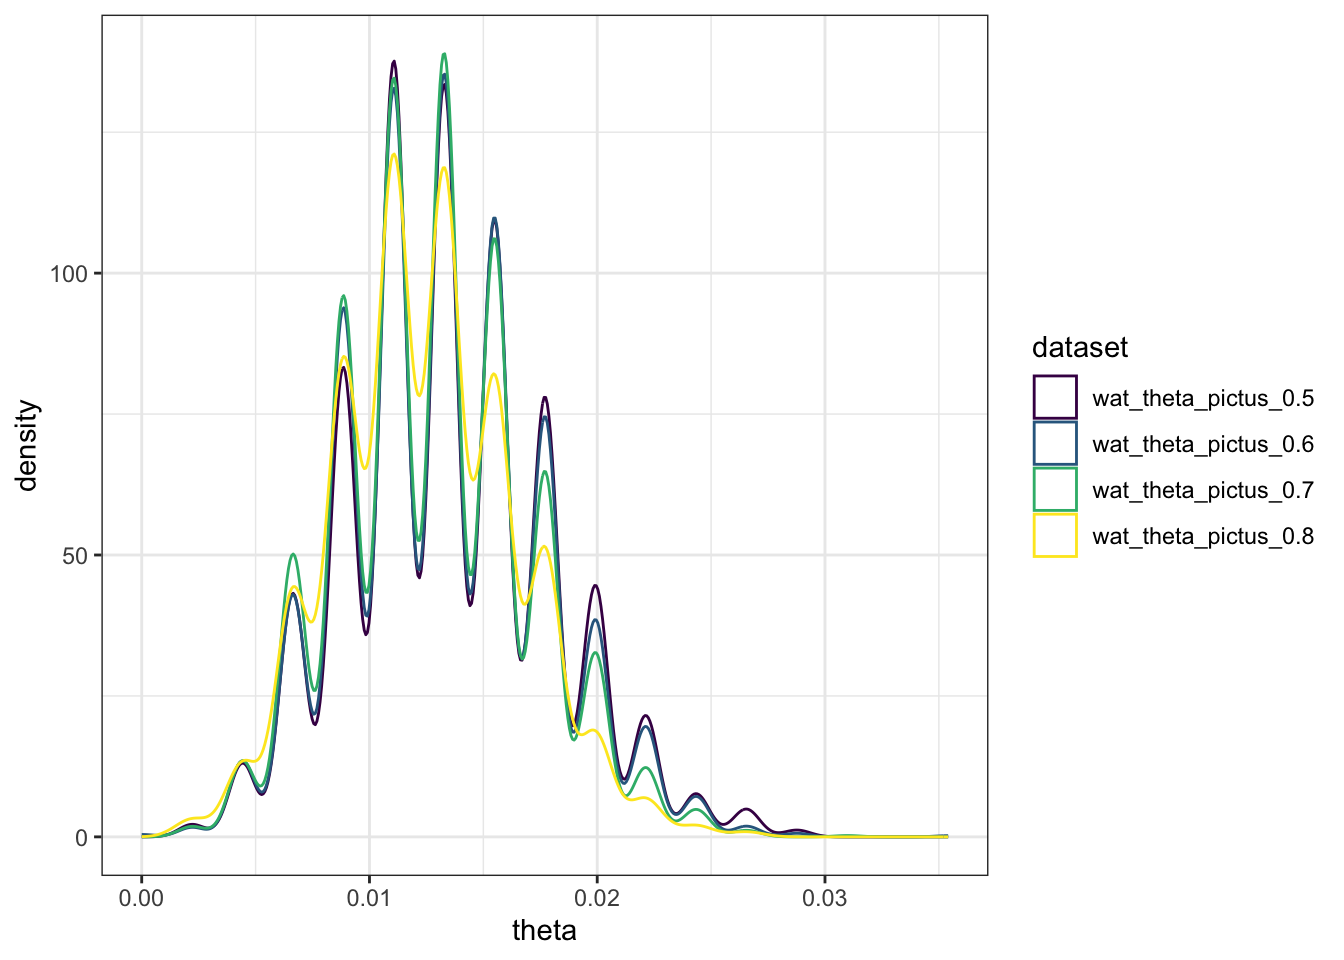 100
50
0
density
0.00
0.01
0.02
0.03
theta
dataset
wat_theta_pictus_0.5
wat_theta_pictus_0.6
wat_theta_pictus_0.7
wat_theta_pictus_0.8